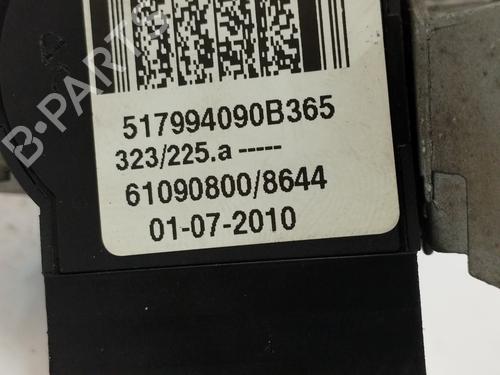 B-PARTS
517994090B365
323/225.a -----
61090800/8644
01-07-2010